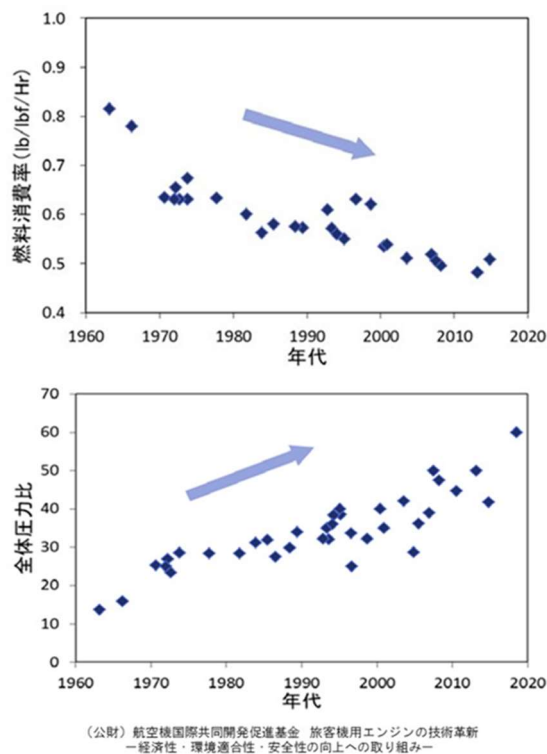 1.0
0.9
0.8
0.7
0.6
0.5
0.4
燃料消費率(lb/lbf/Hr)
1960 1970 1980 1990 2000 2010 2020
年代
70
60
50
40
30
20
10
0
全体圧力比
1960 1970 1980 1990 2000 2010 2020
年代
(公財)航空機国際共同開発促進基金 旅客機用エンジンの技術革新
ー経済性・環境適合性・安全性の向上への取り組みー